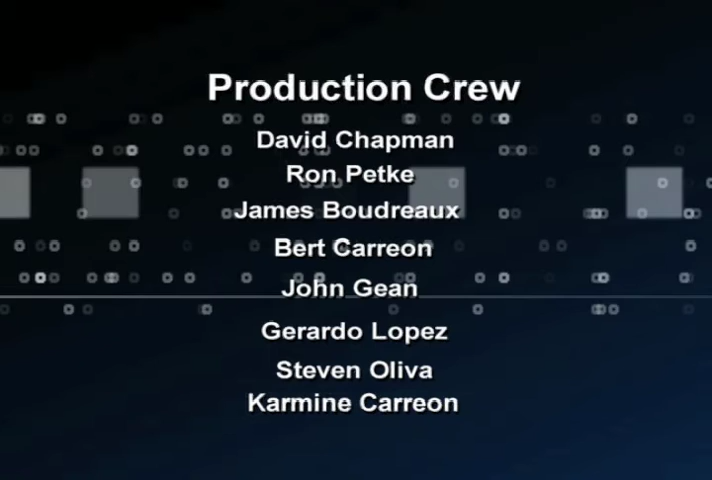 Production Crew
David Chapman
Ron Petke
James Boudreaux
Bert Carreon
John Gean
Gerardo Lopez
Steven Oliva
Karmine Carreon